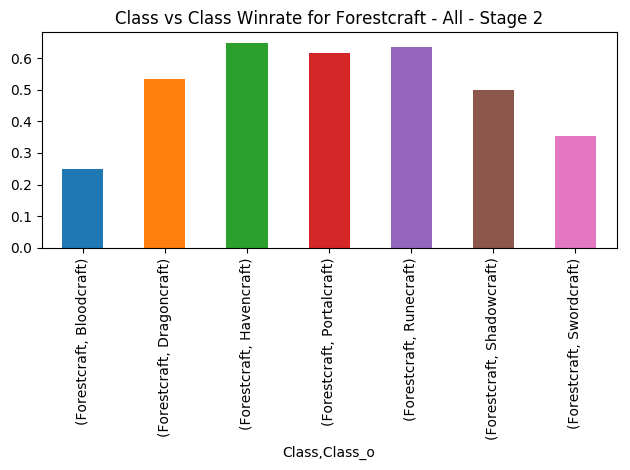 Class vs Class Winrate for Forestcraft - All - Stage 2
0.6
0.5
0.4
0.3
0.2
0.1
0.0
(Forestcraft, Bloodcraft)
(Forestcraft, Dragoncraft)
(Forestcraft, Havencraft)
(Forestcraft, Portalcraft)
(Forestcraft, Runecraft)
(Forestcraft, Shadowcraft)
(Forestcraft, Swordcraft)
Class,Class_o